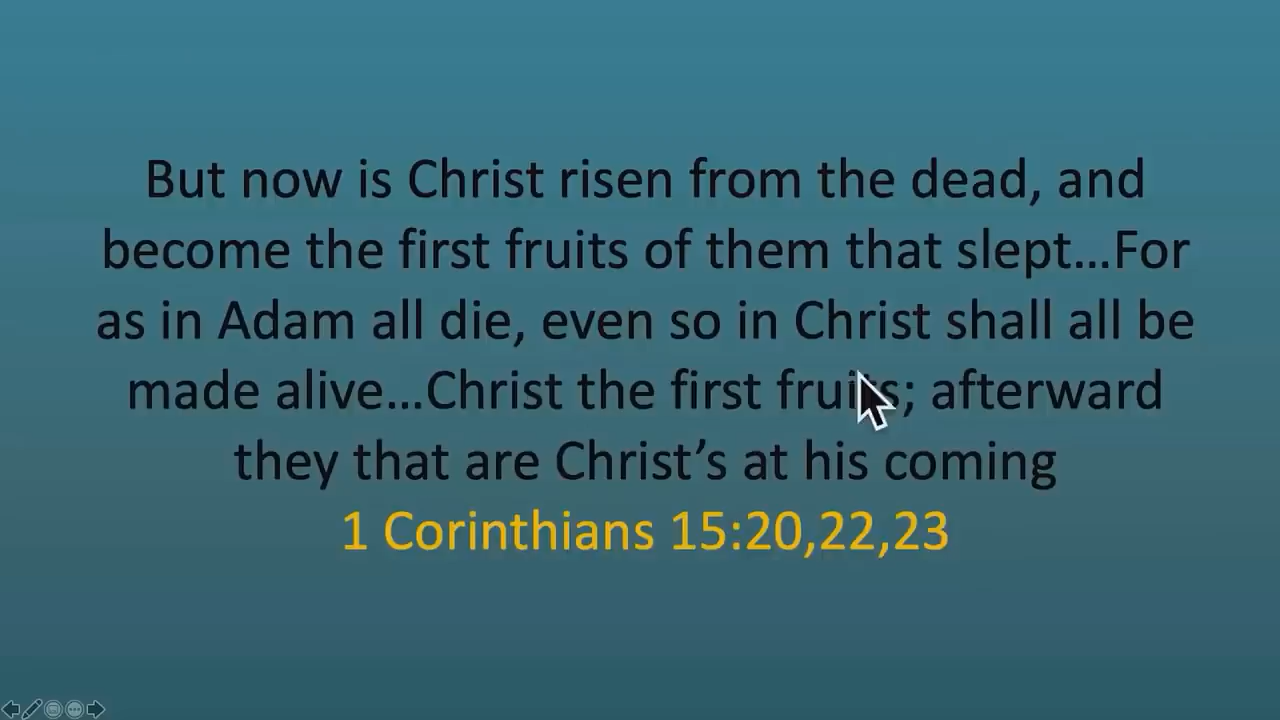 But now is Christ risen from the dead, and
become the first fruits of them that slept...For
as in Adam all die, even so in Christ shall all be
made alive...Christ the first fruits; afterward
they that are Christ’s at his coming
1 Corinthians 15:20,22,23